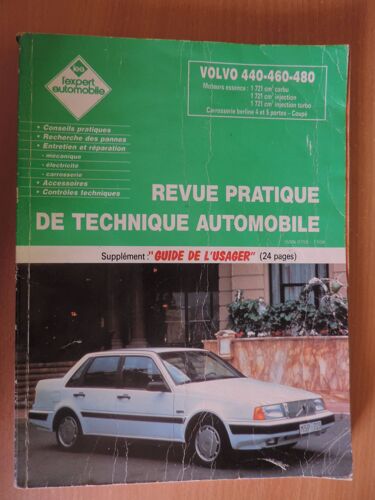 l'expert
automobile
VOLVO 440-460-480
Moteurs essence : 1 721 cm³ carbu
1 721 cm³ injection
1 721 cm³ injection turbo
Carrosserie berline 4 et 5 portes - Coupé
• Conseils pratiques
• Recherche des pannes
• Entretien et réparation
- mécanique
- électricité
- carrosserie
• Accessoires
• Contrôles techniques
REVUE PRATIQUE
DE TECHNIQUE AUTOMOBILE
Supplément : "GUIDE DE L'USAGER" (24 pages)